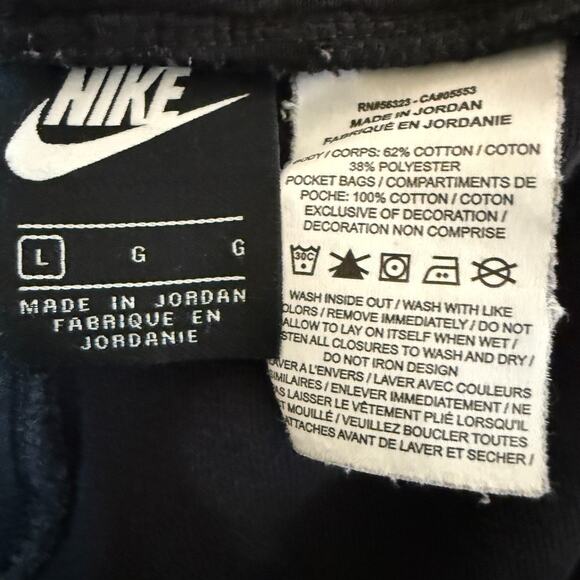 NIKE
L G G
MADE IN JORDAN
FABRIQUE EN
JORDANIE
RN#56323 - CA#05553
MADE IN JORDAN
FABRIQUÉ EN JORDANIE
BODY / CORPS: 62% COTTON / COTON
38% POLYESTER
POCKET BAGS / COMPARTIMENTS DE
POCHE: 100% COTTON / COTON
EXCLUSIVE OF DECORATION /
DECORATION NON COMPRISE
30C
WASH INSIDE OUT / WASH WITH LIKE
COLORS / REMOVE IMMEDIATELY / DO NOT
ALLOW TO LAY ON ITSELF WHEN WET /
STEN ALL CLOSURES TO WASH AND DRY /
DO NOT IRON DESIGN
LAVER A L'ENVERS / LAVER AVEC COULEURS
SIMILAIRES / ENLEVER IMMEDIATEMENT / NE
PAS LAISSER LE VÊTEMENT PLIÉ LORSQU'IL
EST MOUILLÉ / VEUILLEZ BOUCLER TOUTES
ATTACHES AVANT DE LAVER ET SECHER /